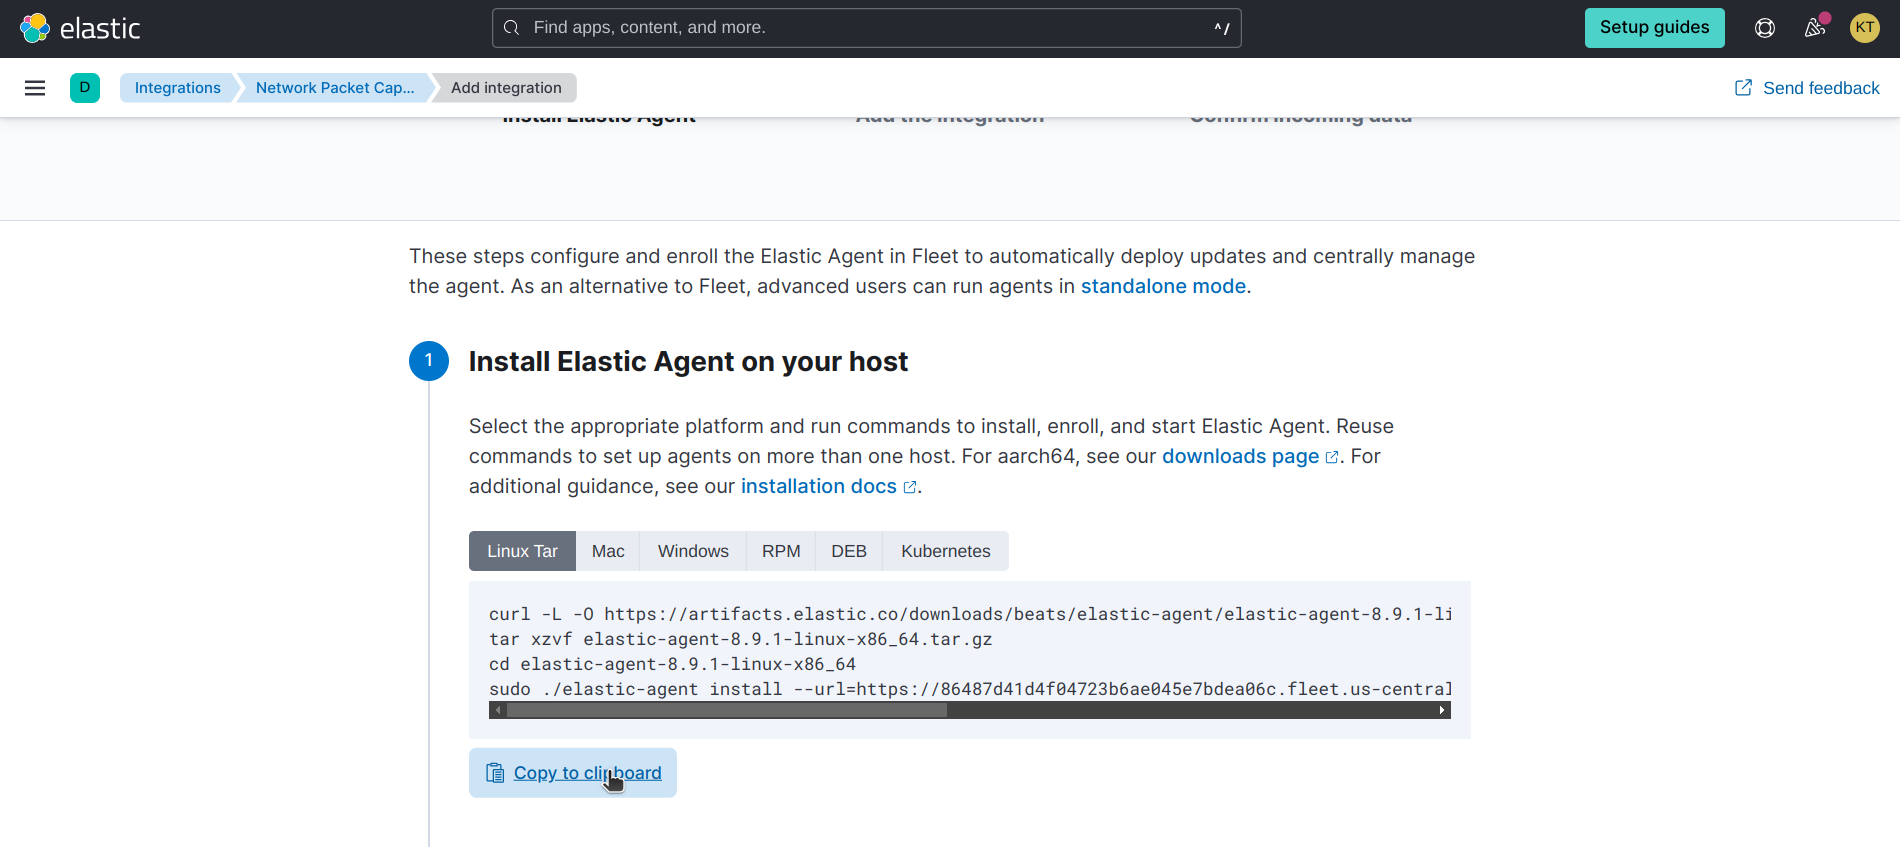 elastic
Find apps, content, and more.
^/
Setup guides
KT
D
Integrations
Network Packet Cap...
Add integration
Send feedback
Install Elastic Agent
Add the integration
Confirm incoming data
These steps configure and enroll the Elastic Agent in Fleet to automatically deploy updates and centrally manage
the agent. As an alternative to Fleet, advanced users can run agents in standalone mode.
1
Install Elastic Agent on your host
Select the appropriate platform and run commands to install, enroll, and start Elastic Agent. Reuse
commands to set up agents on more than one host. For aarch64, see our downloads page. For
additional guidance, see our installation docs.
Linux Tar
Mac
Windows
RPM
DEB
Kubernetes
curl -L -O https://artifacts.elastic.co/downloads/beats/elastic-agent/elastic-agent-8.9.1-li
tar xzvf elastic-agent-8.9.1-linux-x86_64.tar.gz
cd elastic-agent-8.9.1-linux-x86_64
sudo ./elastic-agent install --url=https://86487d41d4f04723b6ae045e7bdea06c.fleet.us-central
Copy to clipboard